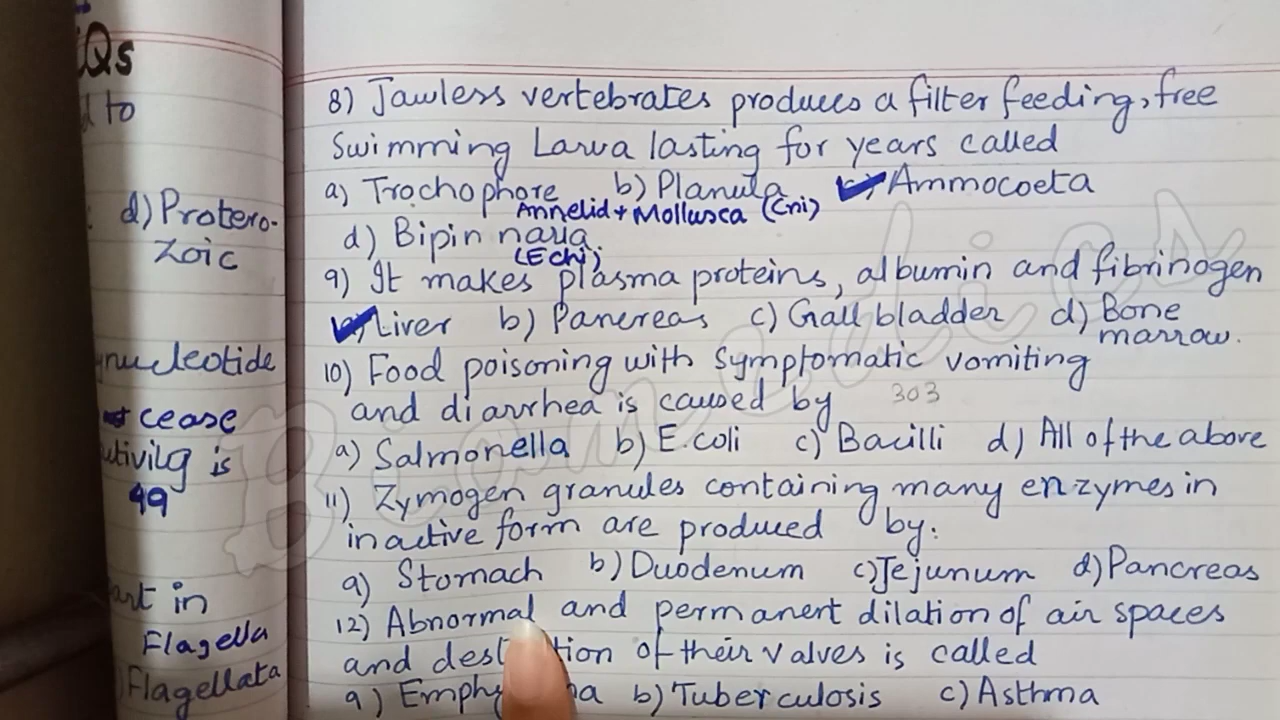 Qs
d to
d) Protero-
Zoic
nucleotide
cease
is
49
art in
Flagella
Flagellata
8) Jawless vertebrates produces a filter feeding, free
Swimming Larva lasting for years called
a) Trochophore b) Planula c) Ammocoeta
Annelid + Mollusca (Cni)
d) Bipinnaria.
(Echi)
9) It makes plasma proteins, albumin and fibrinogen
a) Liver b) Pancreas c) Gall bladder d) Bone
marrow.
10) Food poisoning with symptomatic vomiting
and diarrhea is caused by 303
a) Salmonella b) E.coli c) Bacilli d) All of the above
11) Zymogen granules containing many enzymes in
inactive form are produced by:
a) Stomach b) Duodenum c) Jejunum d) Pancreas
12) Abnormal and permanent dilation of air spaces
and of their valves is called
a) b) Tuberculosis c) Asthma
Biomedica